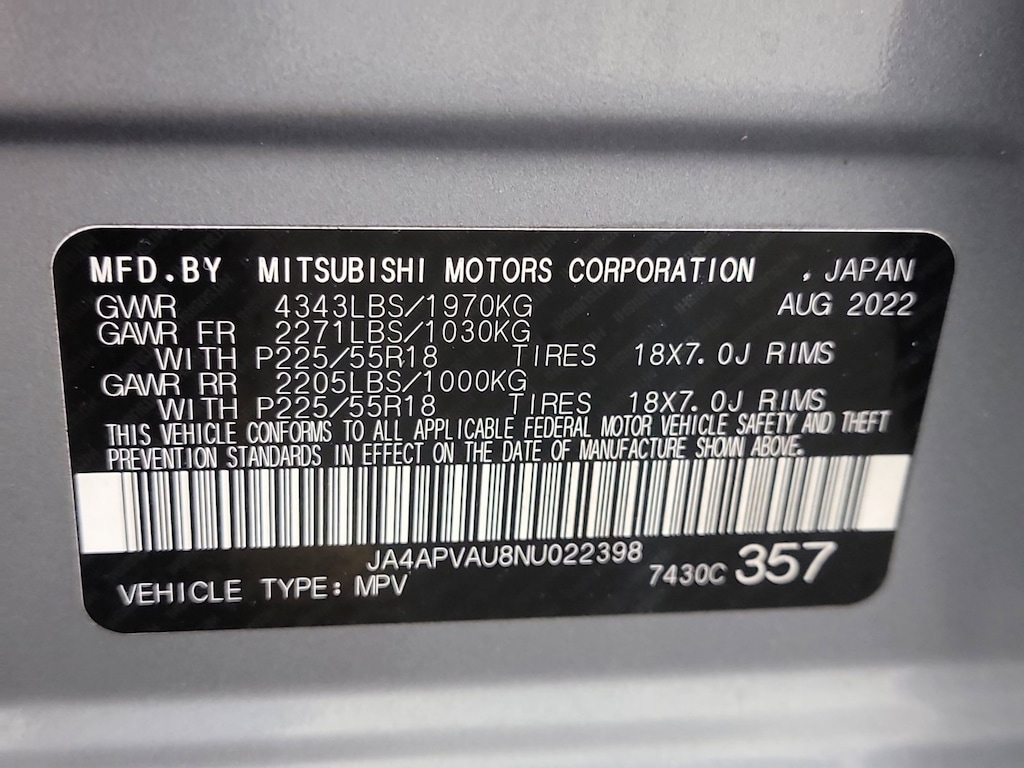 MFD.BY MITSUBISHI MOTORS CORPORATION , JAPAN
GVWR 4343LBS/1970KG AUG 2022
GAWR FR 2271LBS/1030KG
WITH P225/55R18 TIRES 18X7.0J RIMS
GAWR RR 2205LBS/1000KG
WITH P225/55R18 TIRES 18X7.0J RIMS
THIS VEHICLE CONFORMS TO ALL APPLICABLE FEDERAL MOTOR VEHICLE SAFETY AND THEFT
PREVENTION STANDARDS IN EFFECT ON THE DATE OF MANUFACTURE SHOWN ABOVE.
JA4APVAU8NU022398
VEHICLE TYPE: MPV 7430C 357